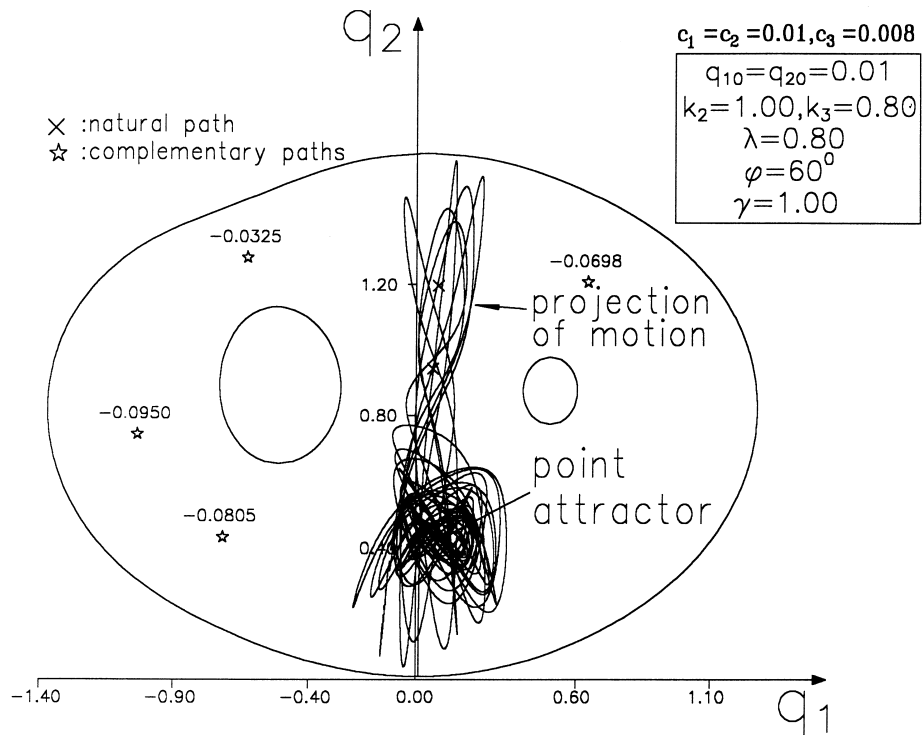 q₂
c₁ =c₂ =0.01,c₃ =0.008
q₁₀=q₂₀=0.01
k₂=1.00,k₃=0.80
λ=0.80
φ=60⁰
γ=1.00
× :natural path
☆ :complementary paths
−0.0325
−0.0698
1.20
projection
of motion
−0.0950
0.80
point
attractor
−0.0805
0.40
−1.40 −0.90 −0.40 0.00 0.60 1.10
q₁